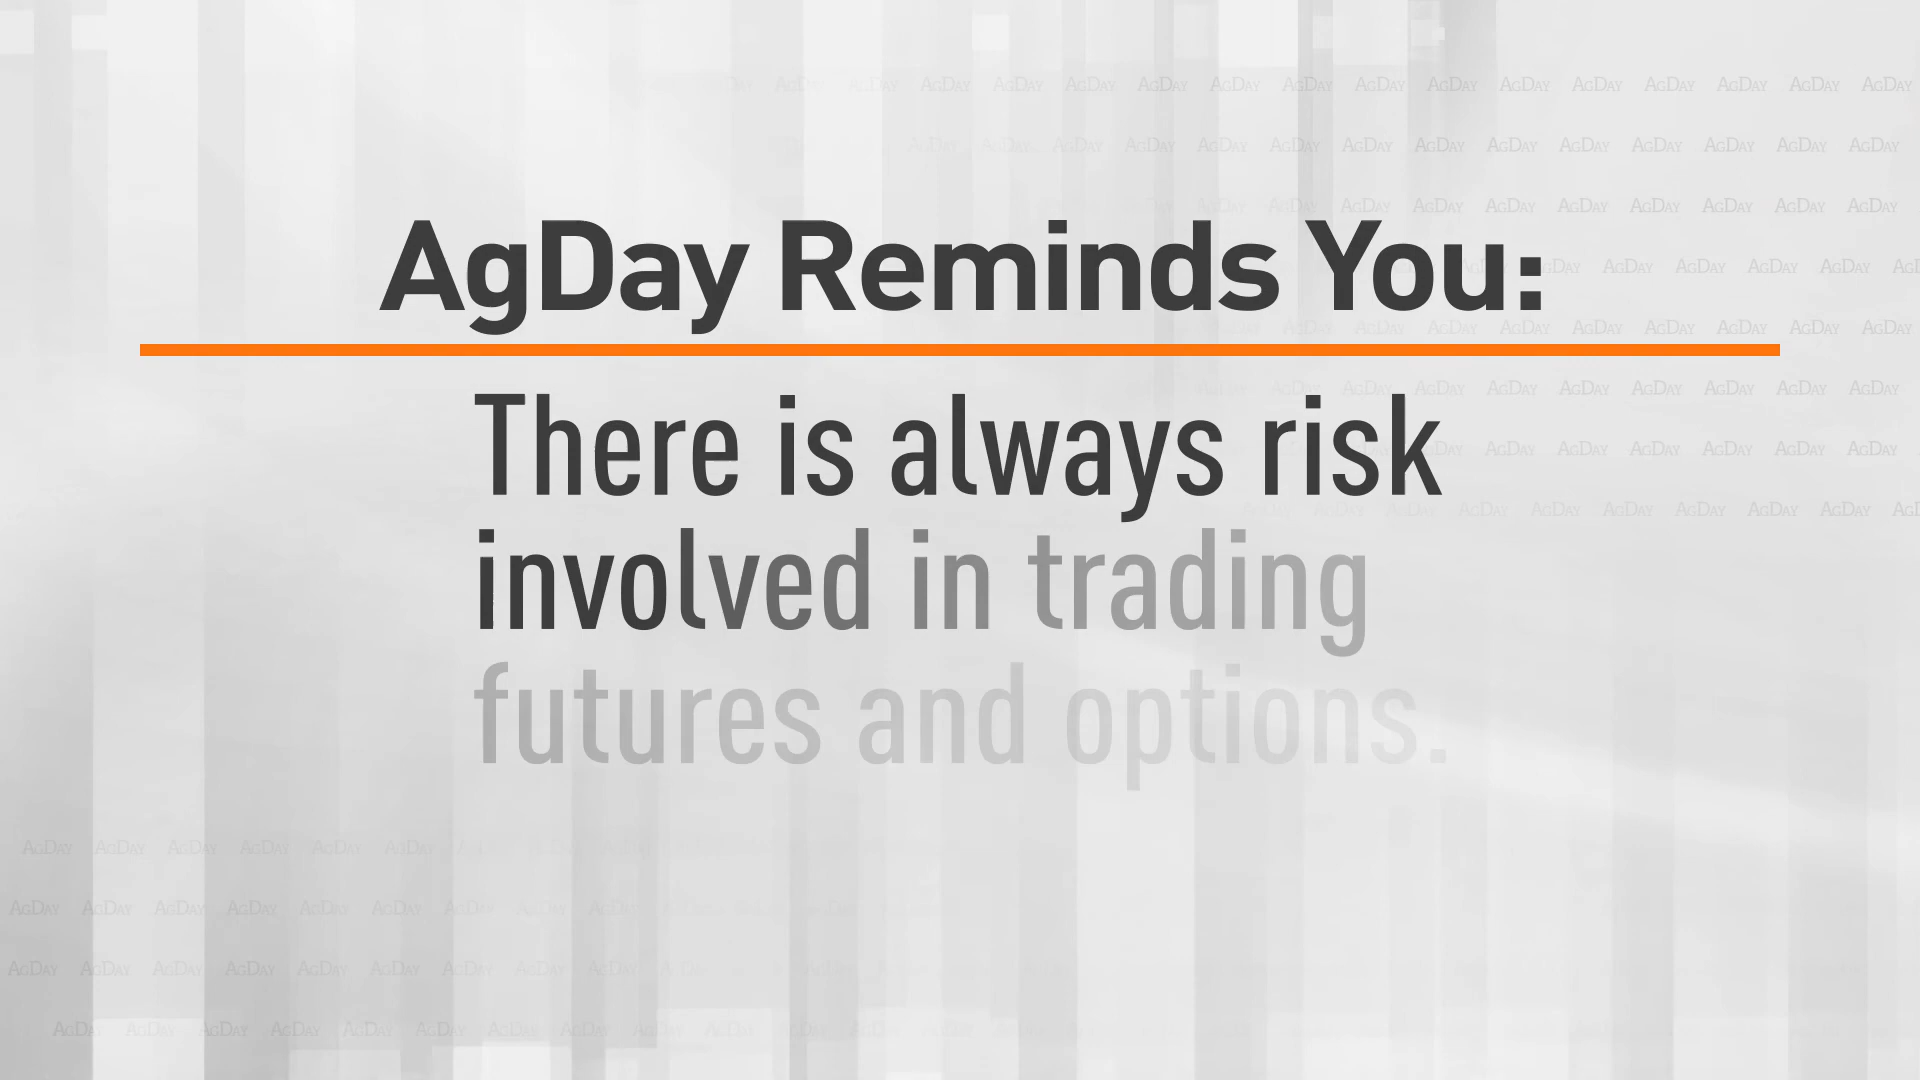 AgDay Reminds You:
There is always risk
involved in trading
futures and options.